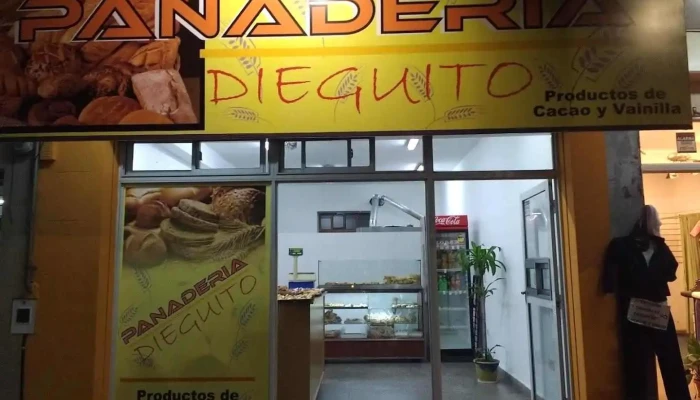 PANADERIA
DIEGUITO
Productos de
Cacao y Vainilla
Coca-Cola
PANADERIA
DIEGUITO
Productos de